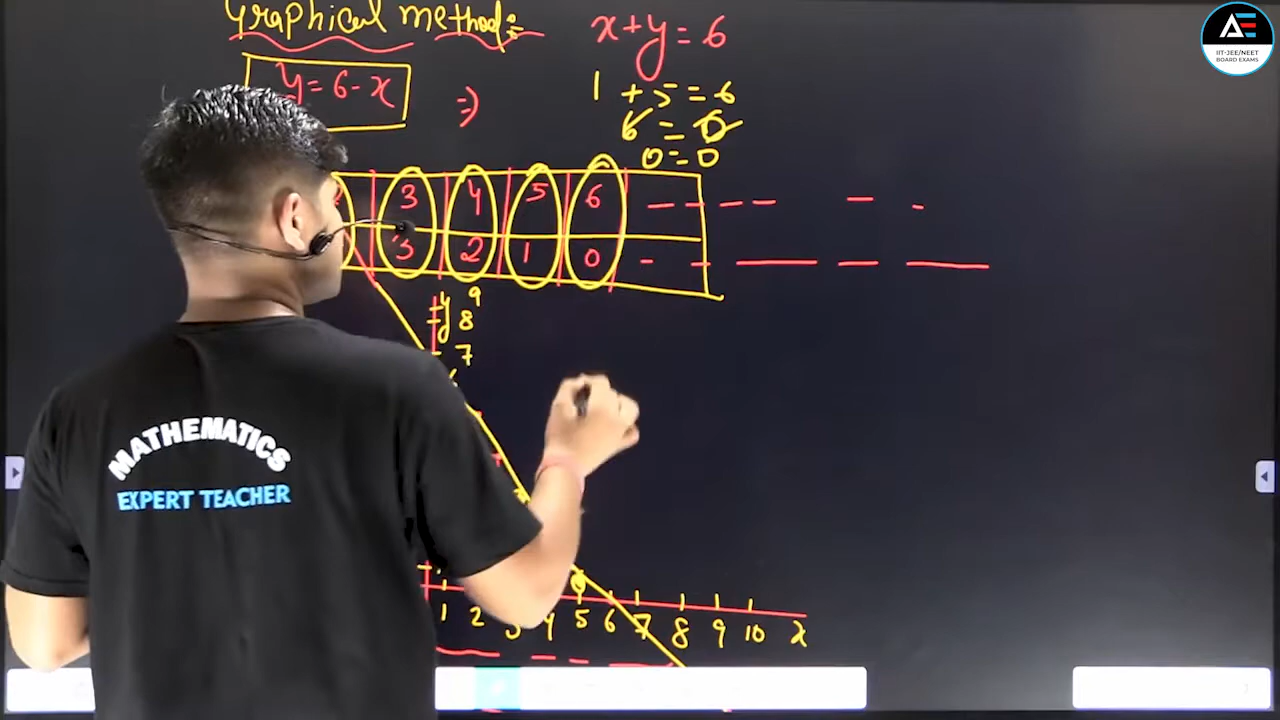 Graphical method:-
x+y=6
y=6-x
=>
1+5=6
6=6
0=0
3 4 5 6
3 2 1 0
y 9
8
7
1 2 3 4 5 6 7 8 9 10 x
MATHEMATICS
EXPERT TEACHER
AE
IIT-JEE/NEET
BOARD EXAMS